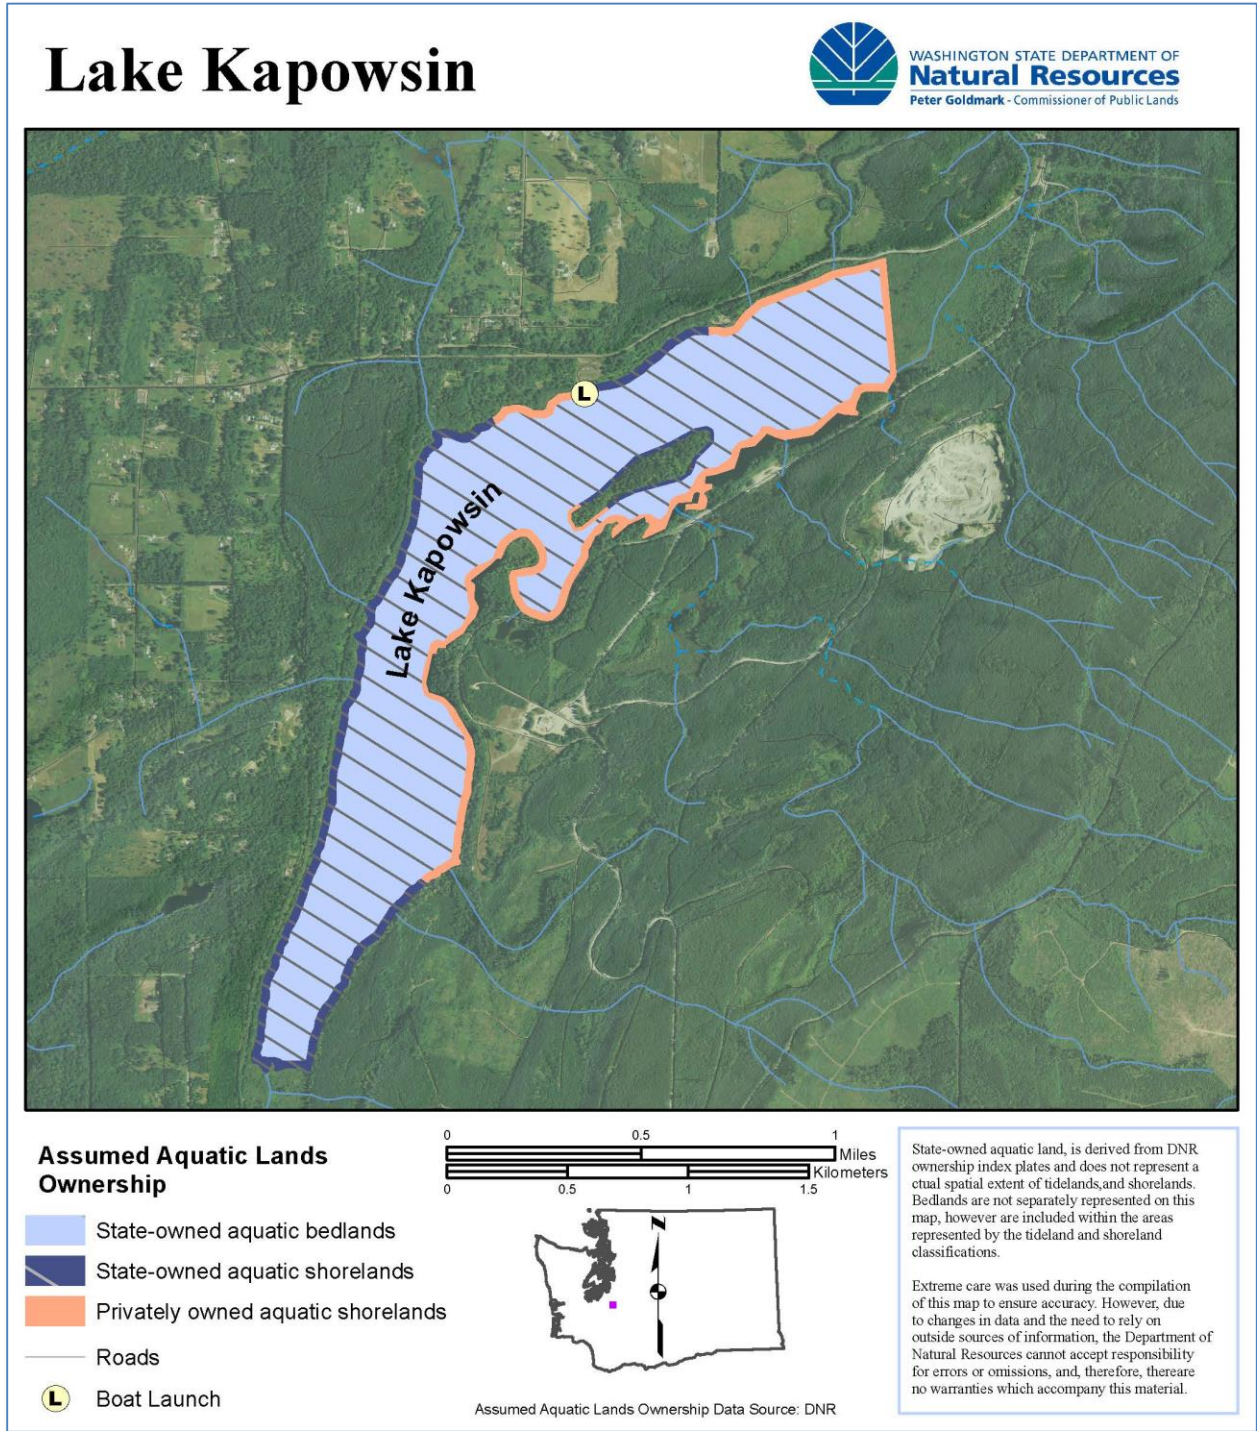 Lake Kapowsin
WASHINGTON STATE DEPARTMENT OF
Natural Resources
Peter Goldmark - Commissioner of Public Lands
L
Lake Kapowsin
Assumed Aquatic Lands
Ownership
State-owned aquatic bedlands
State-owned aquatic shorelands
Privately owned aquatic shorelands
Roads
L Boat Launch
0 0.5 1
Miles
Kilometers
0 0.5 1 1.5
N
Assumed Aquatic Lands Ownership Data Source: DNR
State-owned aquatic land, is derived from DNR
ownership index plates and does not represent a
ctual spatial extent of tidelands,and shorelands.
Bedlands are not separately represented on this
map, however are included within the areas
represented by the tideland and shoreland
classifications.
Extreme care was used during the compilation
of this map to ensure accuracy. However, due
to changes in data and the need to rely on
outside sources of information, the Department of
Natural Resources cannot accept responsibility
for errors or omissions, and, therefore, thereare
no warranties which accompany this material.